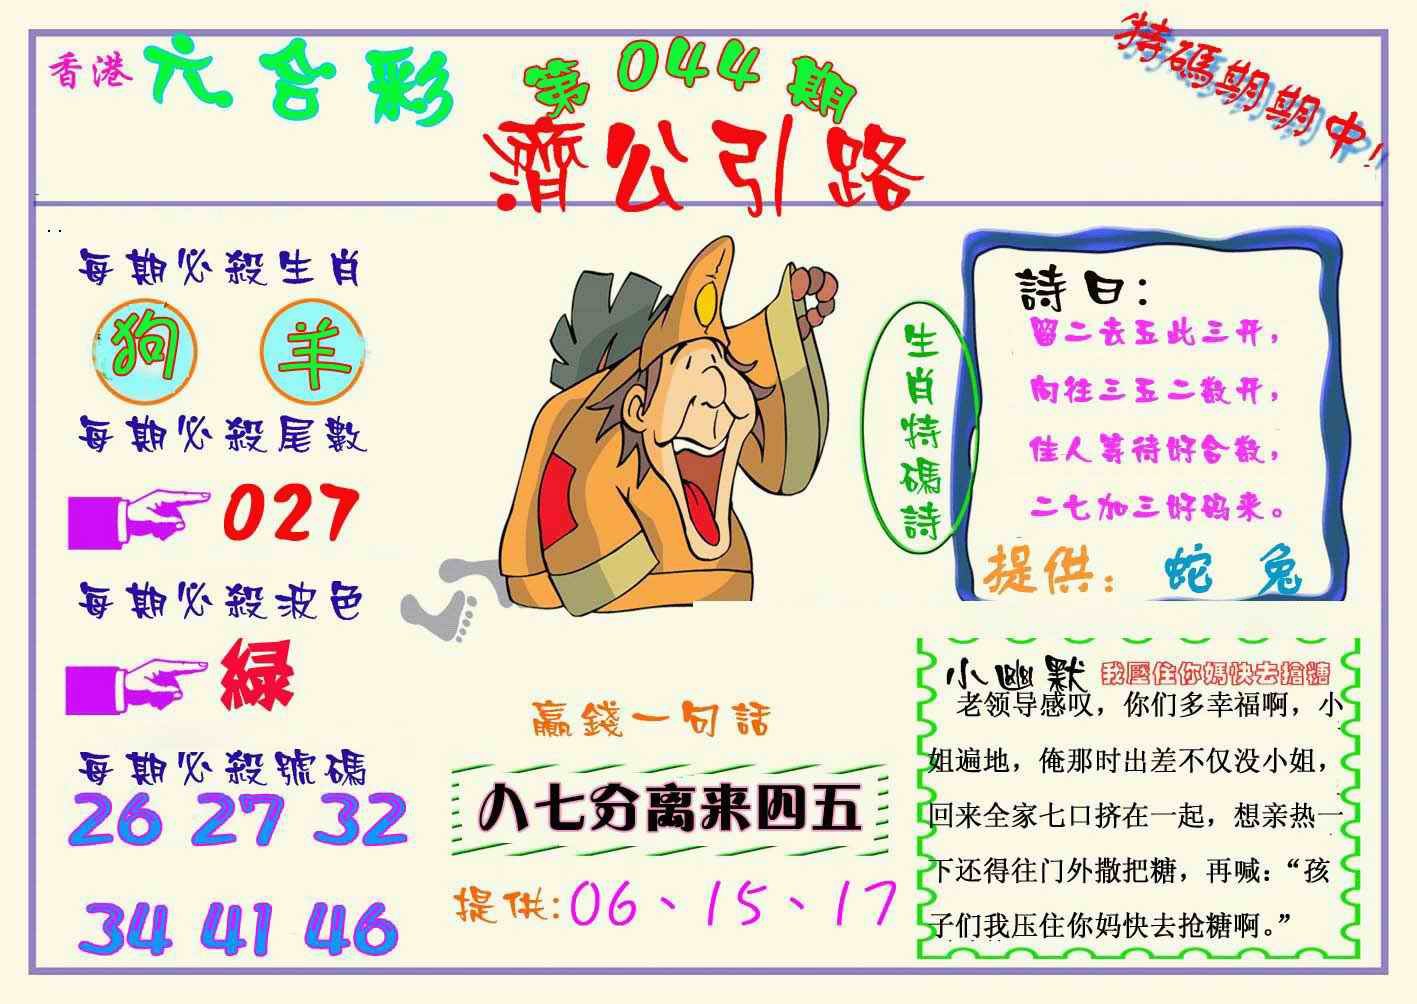 香港 六合彩 第044期
特碼期期中!
濟公引路
每期必殺生肖
狗 羊
每期必殺尾數
027
每期必殺波色
緑
每期必殺號碼
26 27 32
34 41 46
贏錢一句話
八七分离来四五
提供:06、15、17
生肖特碼詩
詩曰:
留二去五此三开,
向往三五二数开,
佳人等待好合数,
二七加三好码来。
提供: 蛇 兔
小幽默 我壓住你媽快去搶糖
老领导感叹，你们多幸福啊，小
姐遍地，俺那时出差不仅没小姐，
回来全家七口挤在一起，想亲热一
下还得往门外撒把糖，再喊：“孩
子们我压住你妈快去抢糖啊。”